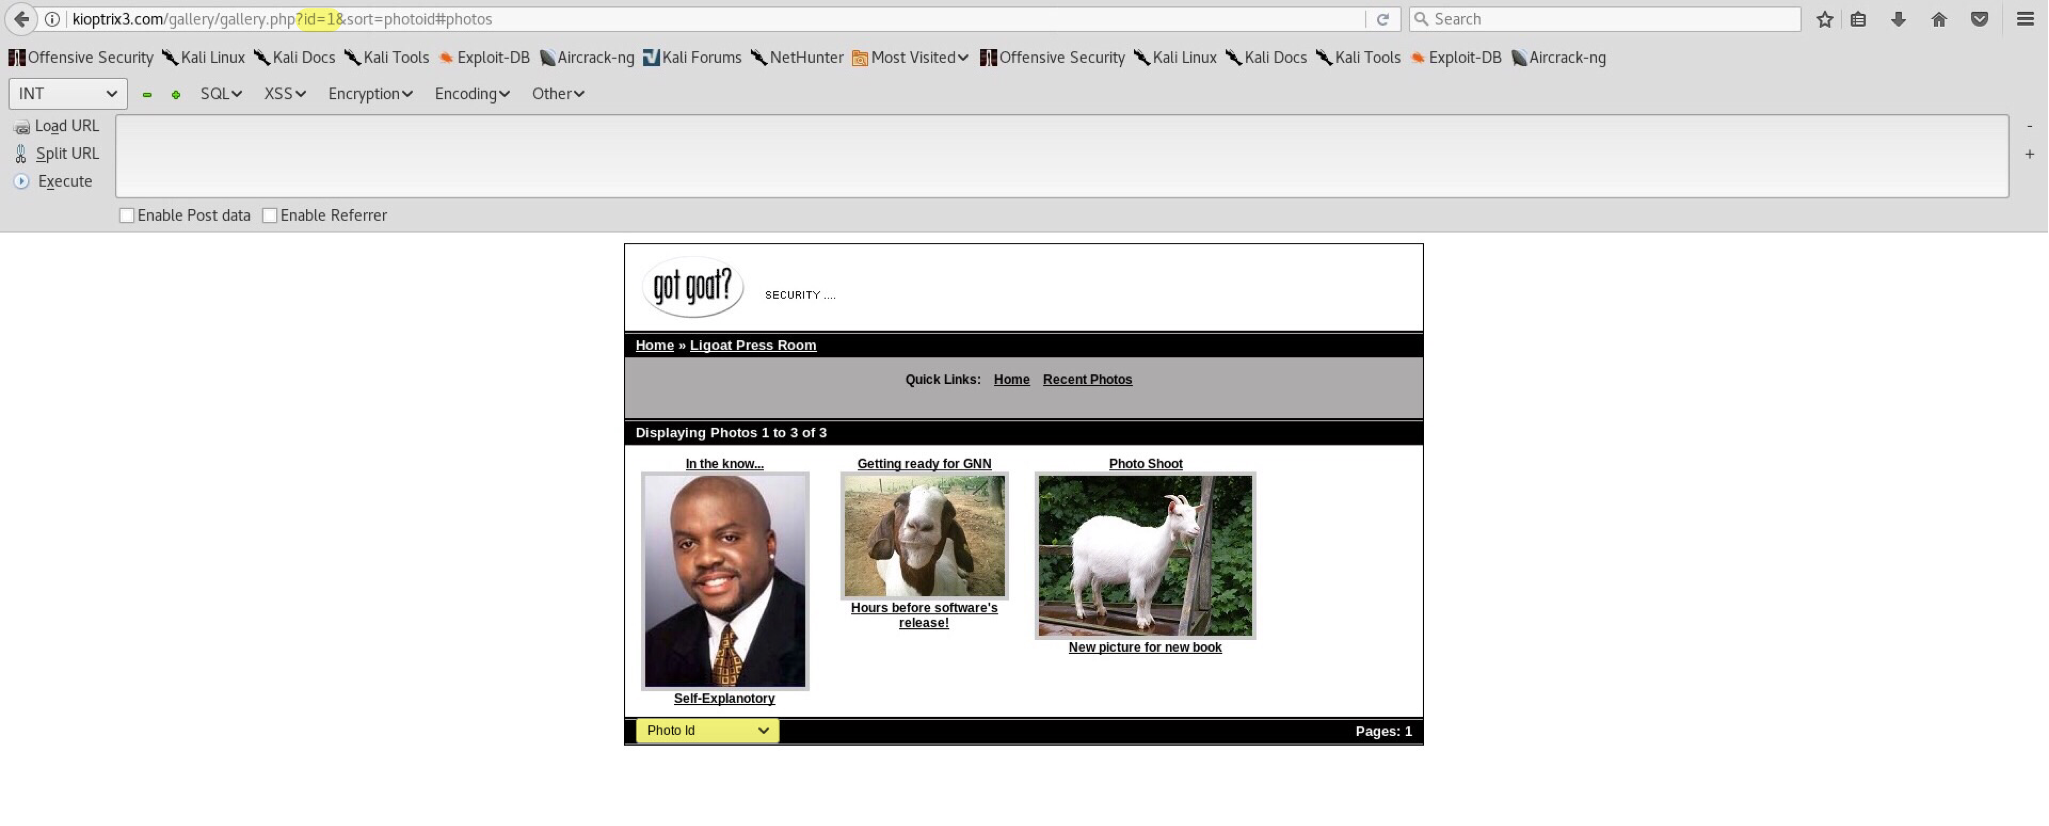 kioptrix3.com/gallery/gallery.php?id=1&sort=photoid#photos
Search
Offensive Security Kali Linux Kali Docs Kali Tools Exploit-DB Aircrack-ng Kali Forums NetHunter Most Visited Offensive Security Kali Linux Kali Docs Kali Tools Exploit-DB Aircrack-ng
INT SQL XSS Encryption Encoding Other
Load URL
Split URL
Execute
-
+
Enable Post data Enable Referrer
got goat?
SECURITY ....
Home » Ligoat Press Room
Quick Links: Home Recent Photos
Displaying Photos 1 to 3 of 3
In the know...
Self-Explanotory
Getting ready for GNN
Hours before software's
release!
Photo Shoot
New picture for new book
Photo Id
Pages: 1